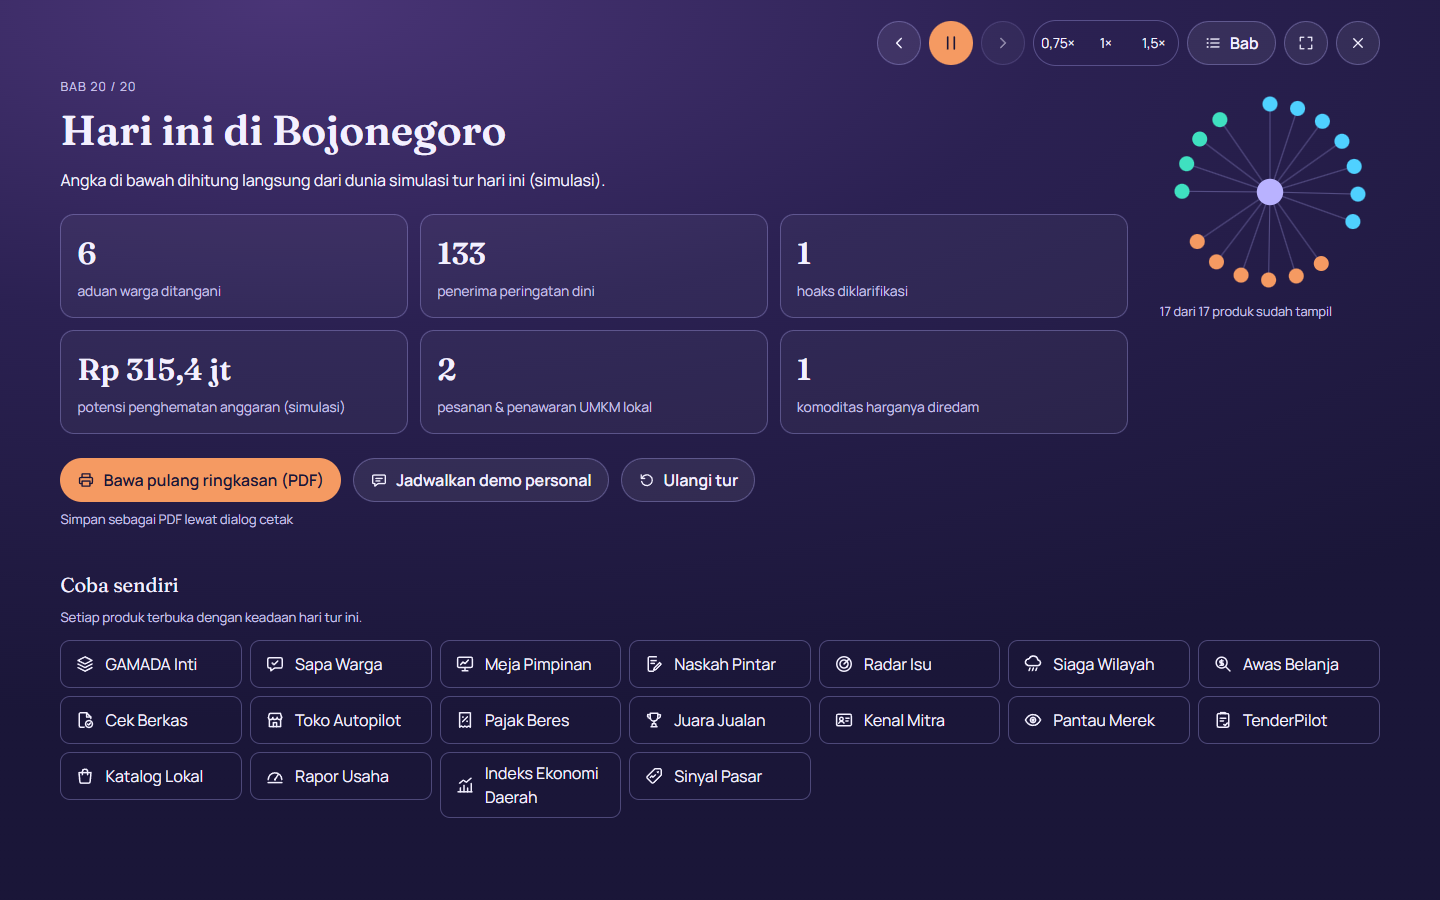 0,75×
1×
1,5×
Bab
BAB 20 / 20
Hari ini di Bojonegoro
Angka di bawah dihitung langsung dari dunia simulasi tur hari ini (simulasi).
6
aduan warga ditangani
133
penerima peringatan dini
1
hoaks diklarifikasi
17 dari 17 produk sudah tampil
Rp 315,4 jt
potensi penghematan anggaran (simulasi)
2
pesanan & penawaran UMKM lokal
1
komoditas harganya diredam
Bawa pulang ringkasan (PDF)
Jadwalkan demo personal
Ulangi tur
Simpan sebagai PDF lewat dialog cetak
Coba sendiri
Setiap produk terbuka dengan keadaan hari tur ini.
GAMADA Inti
Sapa Warga
Meja Pimpinan
Naskah Pintar
Radar Isu
Siaga Wilayah
Awas Belanja
Cek Berkas
Toko Autopilot
Pajak Beres
Juara Jualan
Kenal Mitra
Pantau Merek
TenderPilot
Katalog Lokal
Rapor Usaha
Indeks Ekonomi
Daerah
Sinyal Pasar